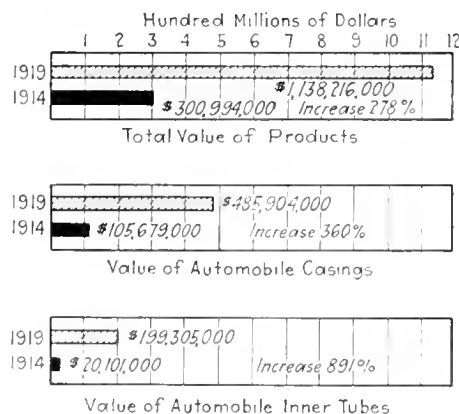 Hundred Millions of Dollars
1 2 3 4 5 6 7 8 9 10 11 12
1919
$1,138,216,000
1914 $300,994,000 Increase 278%
Total Value of Products
1919 $485,904,000
1914 $105,679,000 Increase 360%
Value of Automobile Casings
1919 $199,305,000
1914 $20,101,000 Increase 891%
Value of Automobile Inner Tubes